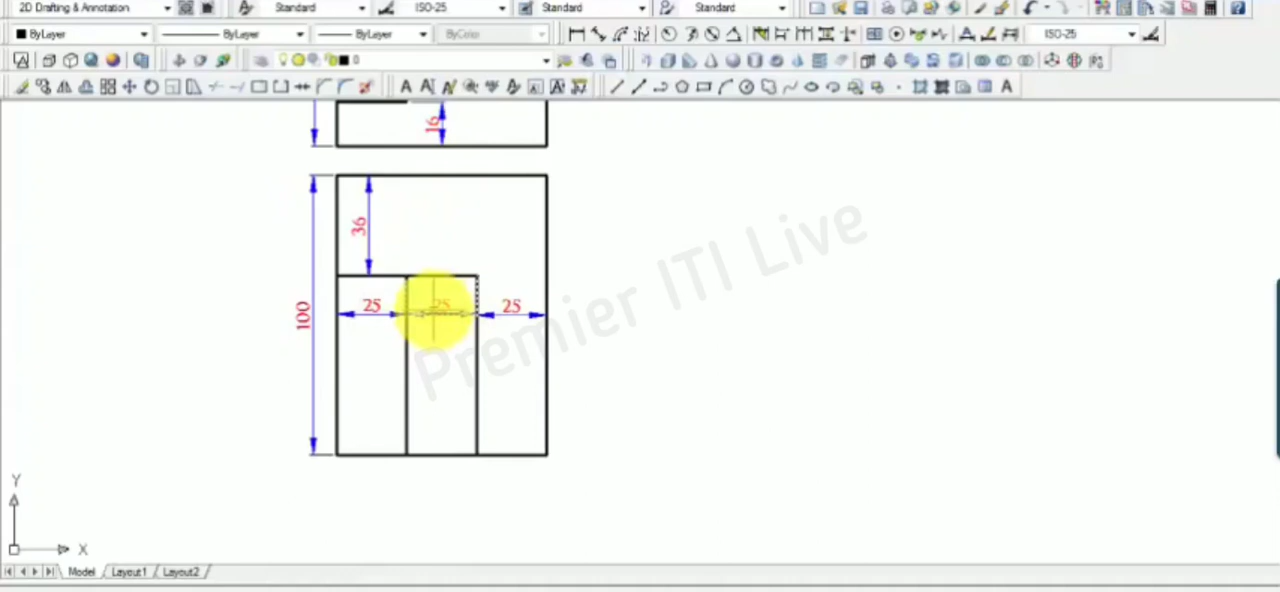 2D Drafting & Annotation Standard ISO-25 Standard Standard
ByLayer ByLayer ByLayer ByColor ISO-25
0
16
36
25 25 25
100
Premier ITI Live
Y
X
Model Layout1 Layout2